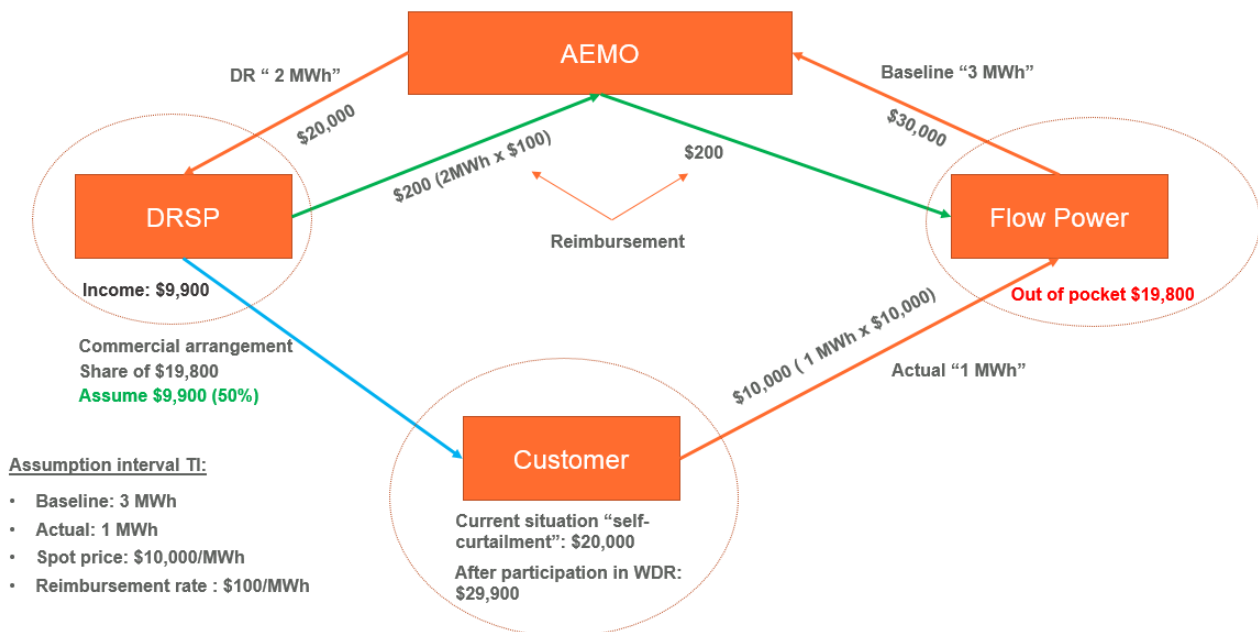 AEMO
DR “ 2 MWh”
$20,000
Baseline “3 MWh”
$30,000
$200 (2MWh x $100)
$200
Reimbursement
DRSP
Income: $9,900
Commercial arrangement
Share of $19,800
Assume $9,900 (50%)
Flow Power
Out of pocket $19,800
$10,000 ( 1 MWh x $10,000)
Actual “1 MWh”
Customer
Current situation “self-
curtailment”: $20,000
After participation in WDR:
$29,900
Assumption interval TI:
• Baseline: 3 MWh
• Actual: 1 MWh
• Spot price: $10,000/MWh
• Reimbursement rate : $100/MWh